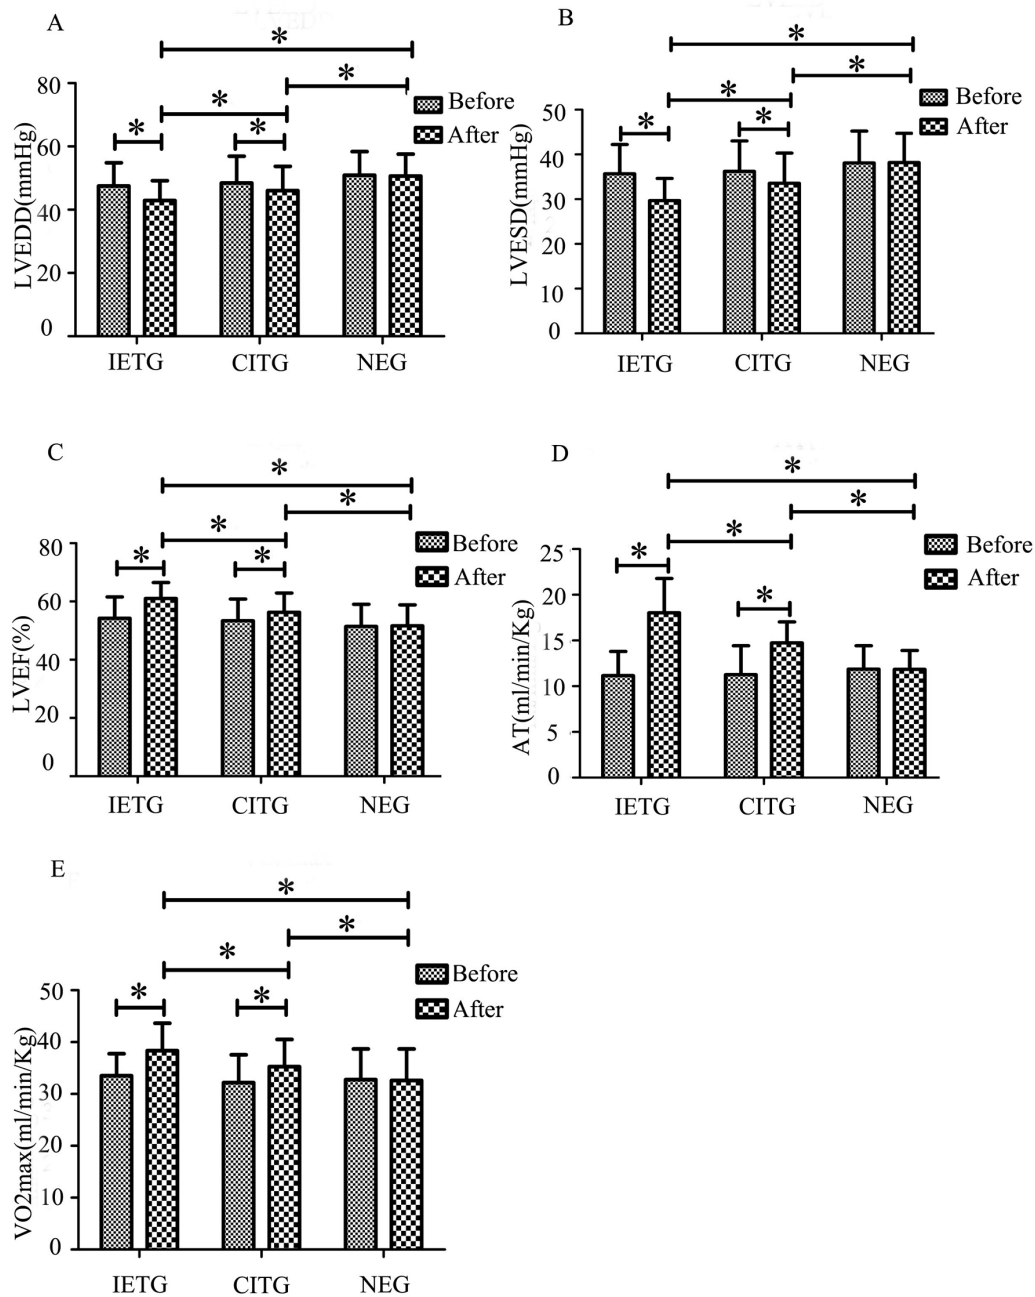 A
*
*
*
*
*
LVEDD(mmHg)
80
60
40
20
0
Before
After
IETG CITG NEG
B
*
*
*
*
*
LVESD(mmHg)
50
40
30
20
10
0
Before
After
IETG CITG NEG
C
*
*
*
*
*
LVEF(%)
80
60
40
20
0
Before
After
IETG CITG NEG
D
*
*
*
*
*
AT(ml/min/Kg)
25
20
15
10
5
0
Before
After
IETG CITG NEG
E
*
*
*
*
*
VO2max(ml/min/Kg)
50
40
30
20
10
0
Before
After
IETG CITG NEG